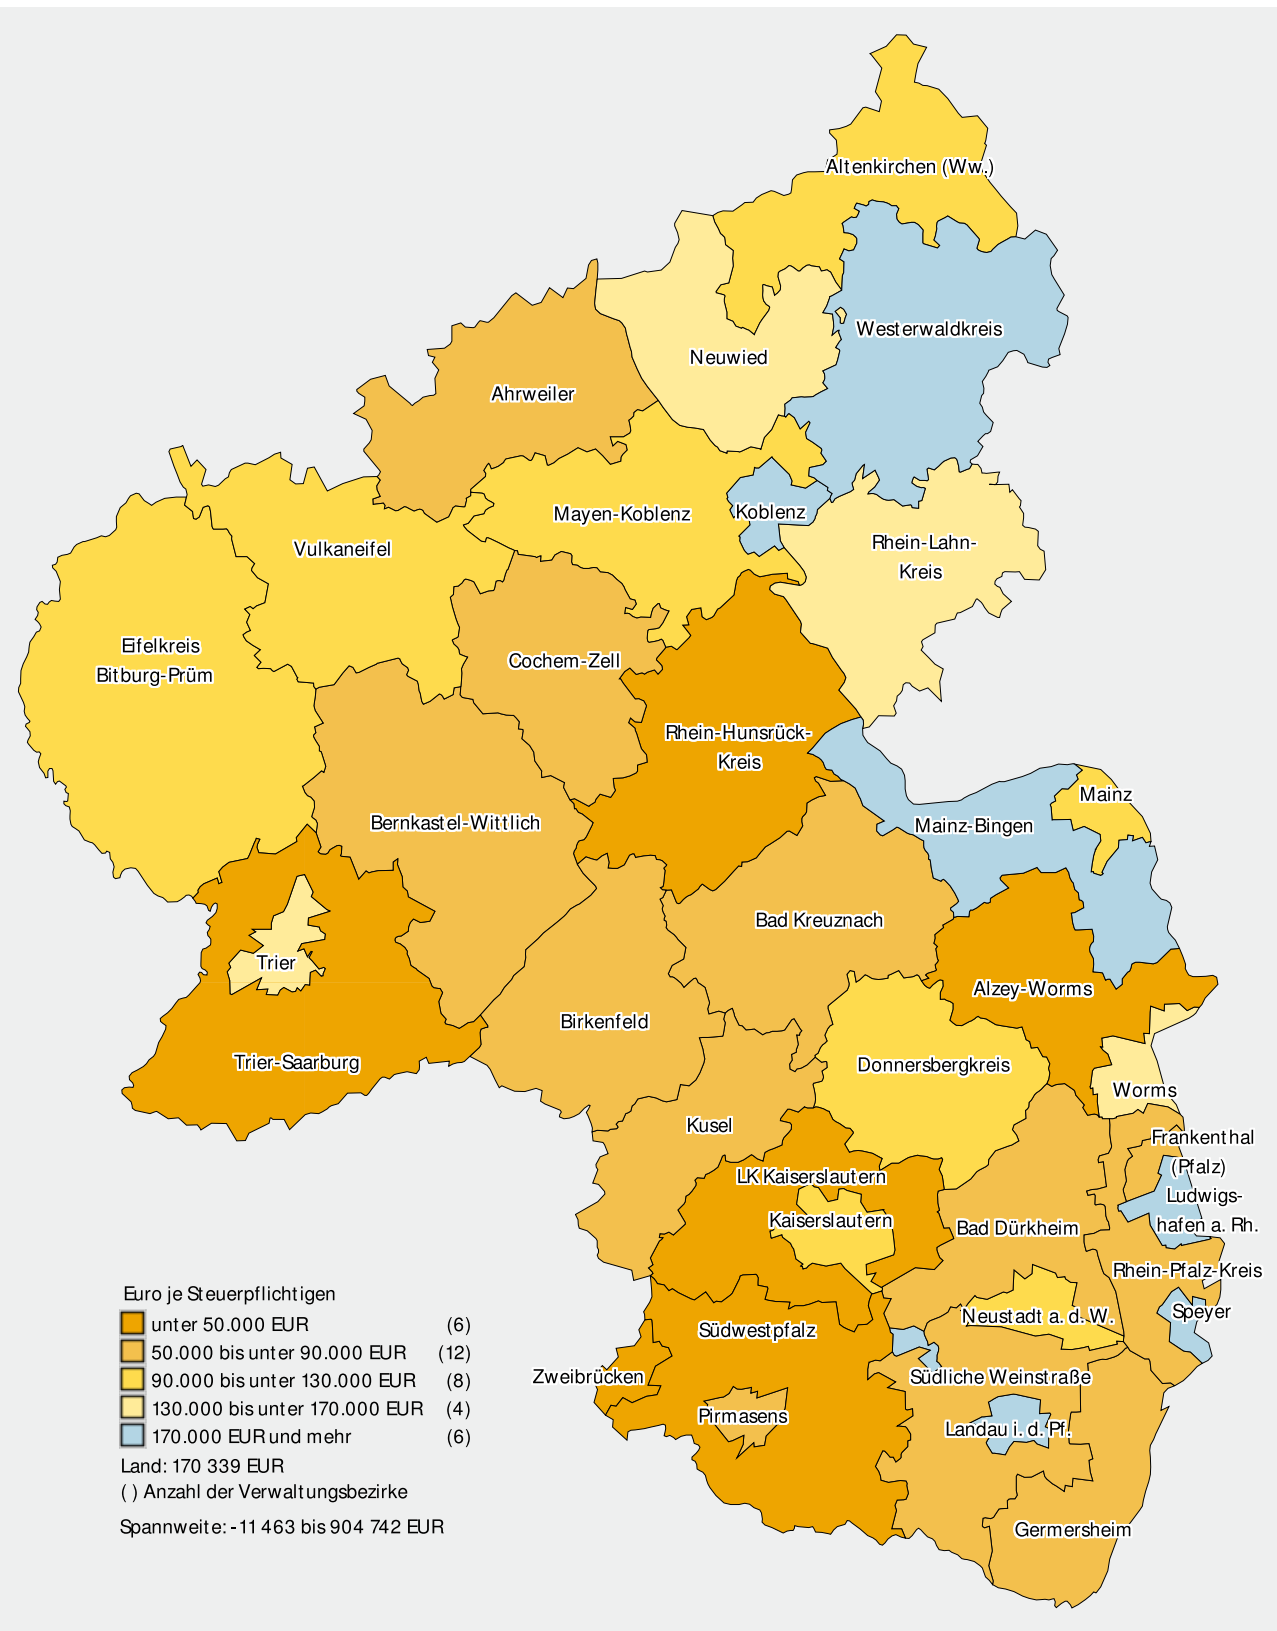 Altenkirchen (Ww.)
Westerwaldkreis
Neuwied
Ahrweiler
Mayen-Koblenz
Koblenz
Vulkaneifel
Rhein-Lahn-
Kreis
Eifelkreis
Bitburg-Prüm
Cochem-Zell
Rhein-Hunsrück-
Kreis
Mainz
Bernkastel-Wittlich
Mainz-Bingen
Bad Kreuznach
Trier
Alzey-Worms
Birkenfeld
Trier-Saarburg
Donnersbergkreis
Worms
Kusel
Frankenthal
(Pfalz)
LK Kaiserslautern
Ludwigs-
hafen a. Rh.
Kaiserslautern
Bad Dürkheim
Rhein-Pfalz-Kreis
Speyer
Neustadt a. d. W.
Südwestpfalz
Zweibrücken
Südliche Weinstraße
Pirmasens
Landau i. d. Pf.
Germersheim
Euro je Steuerpflichtigen
unter 50.000 EUR (6)
50.000 bis unter 90.000 EUR (12)
90.000 bis unter 130.000 EUR (8)
130.000 bis unter 170.000 EUR (4)
170.000 EUR und mehr (6)
Land: 170 339 EUR
( ) Anzahl der Verwaltungsbezirke
Spannweite: -11 463 bis 904 742 EUR